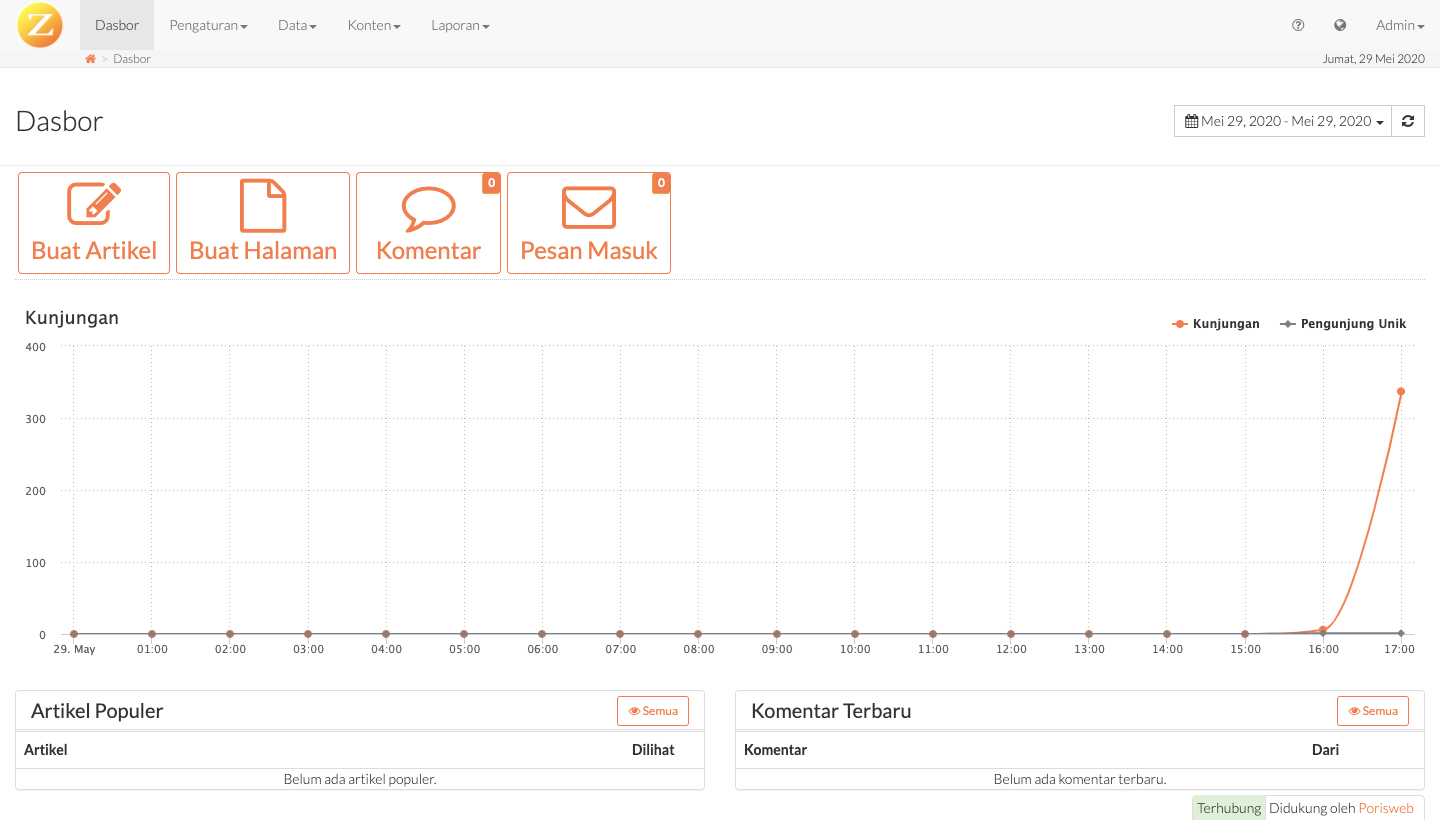 Z
Dasbor Pengaturan Data Konten Laporan Admin
> Dasbor Jumat, 29 Mei 2020
Dasbor
Mei 29, 2020 - Mei 29, 2020
0 0
Buat Artikel Buat Halaman Komentar Pesan Masuk
Kunjungan
Kunjungan Pengunjung Unik
400
300
200
100
0
29. May 01:00 02:00 03:00 04:00 05:00 06:00 07:00 08:00 09:00 10:00 11:00 12:00 13:00 14:00 15:00 16:00 17:00
Artikel Populer Semua
Artikel Dilihat
Belum ada artikel populer.
Komentar Terbaru Semua
Komentar Dari
Belum ada komentar terbaru.
Terhubung Didukung oleh Porisweb